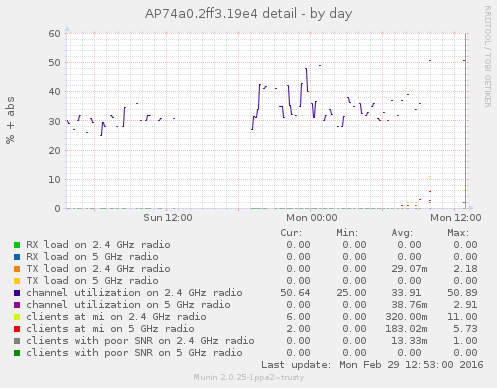 AP74a0.2ff3.19e4 detail - by day
RRDTOOL / TOBI OETIKER
% + abs
60
50
40
30
20
10
0
Sun 12:00 Mon 00:00 Mon 12:00
Cur: Min: Avg: Max:
RX load on 2.4 GHz radio 0.00 0.00 0.00 0.00
RX load on 5 GHz radio 0.00 0.00 0.00 0.00
TX load on 2.4 GHz radio 0.00 0.00 29.07m 2.18
TX load on 5 GHz radio 0.00 0.00 0.00 0.00
channel utilization on 2.4 GHz radio 50.64 25.00 33.91 50.89
channel utilization on 5 GHz radio 0.00 0.00 38.76m 2.91
clients at mi on 2.4 GHz radio 6.00 0.00 320.00m 11.00
clients at mi on 5 GHz radio 2.00 0.00 183.02m 5.73
clients with poor SNR on 2.4 GHz radio 0.00 0.00 13.33m 1.00
clients with poor SNR on 5 GHz radio 0.00 0.00 0.00 0.00
Last update: Mon Feb 29 12:53:00 2016
Munin 2.0.25-1ppa2~trusty